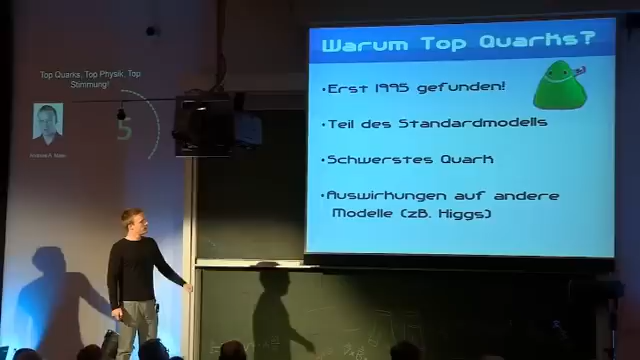 Top Quarks, Top Physik, Top
Stimmung!
5
Warum Top Quarks?
•Erst 1995 gefunden!
•Teil des Standardmodells
•Schwerstes Quark
•Auswirkungen auf andere
Modelle (zB. Higgs)